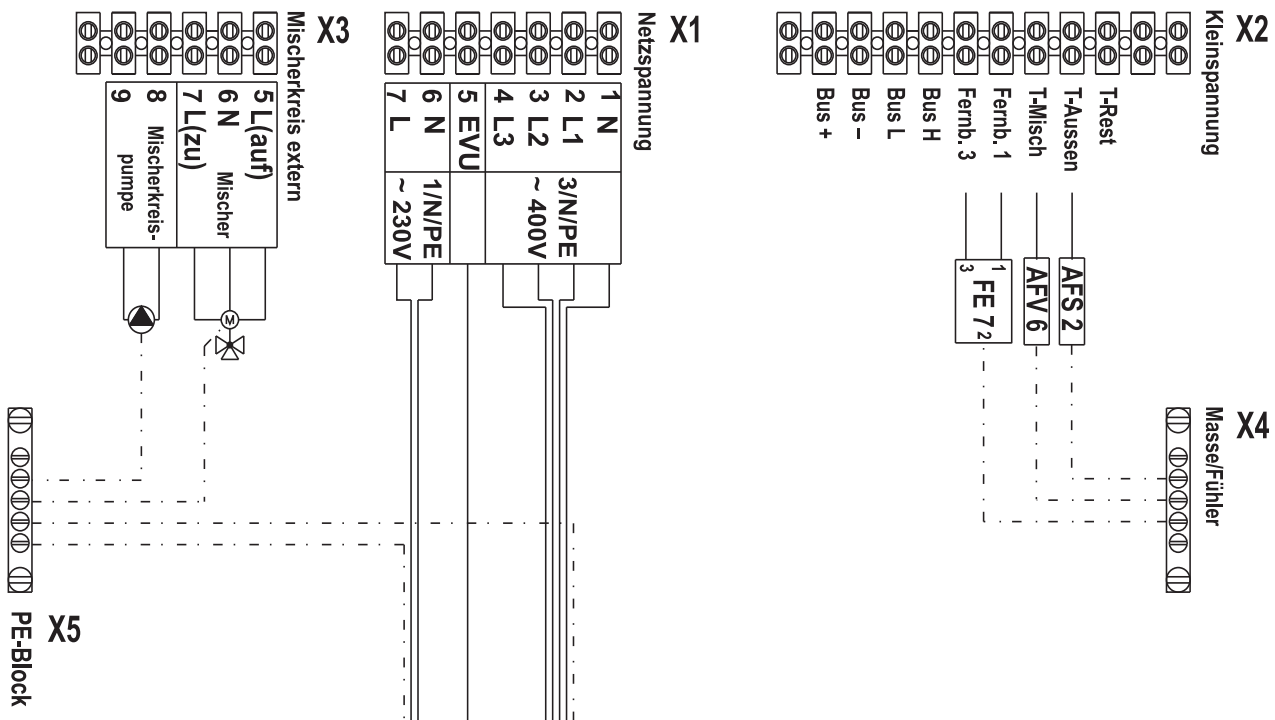 X3
Mischerkreis extern
5 L(auf)
6 N
7 L(zu)
Mischer
8
9
Mischerkreis-
pumpe
M
X1
Netzspannung
1 N
2 L1
3 L2
4 L3
5 EVU
6 N
7 L
3/N/PE
~ 400V
1/N/PE
~ 230V
X2
Kleinspannung
T-Rest
T-Aussen
T-Misch
Fernb. 1
Fernb. 3
Bus H
Bus L
Bus –
Bus +
AFS 2
AFV 6
1
3
FE 7
2
X4
Masse/Fühler
X5
PE-Block